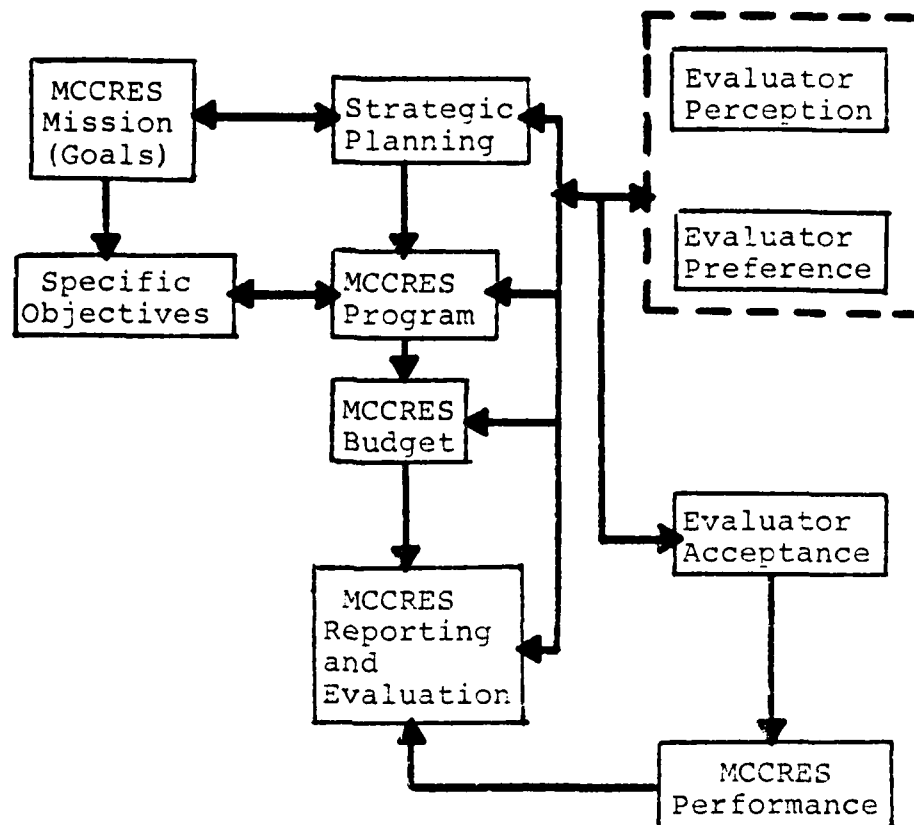 MCCRES
Mission
(Goals)
Strategic
Planning
Evaluator
Perception
Evaluator
Preference
Specific
Objectives
MCCRES
Program
MCCRES
Budget
Evaluator
Acceptance
MCCRES
Reporting
and
Evaluation
MCCRES
Performance